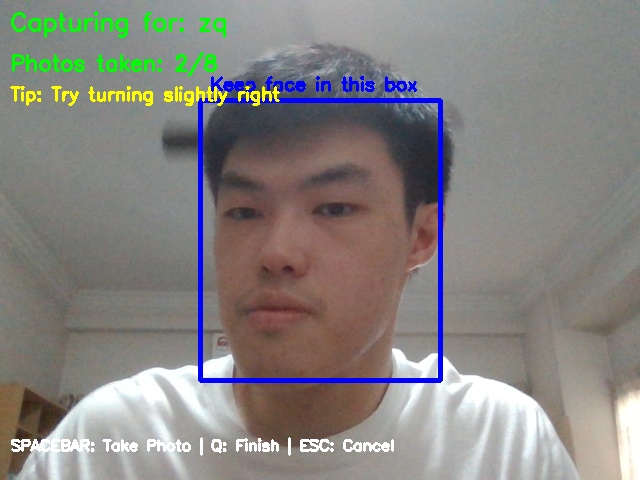 Capturing for: zq
Photos taken: 2/8
Keep face in this box
Tip: Try turning slightly right
SPACEBAR: Take Photo | Q: Finish | ESC: Cancel